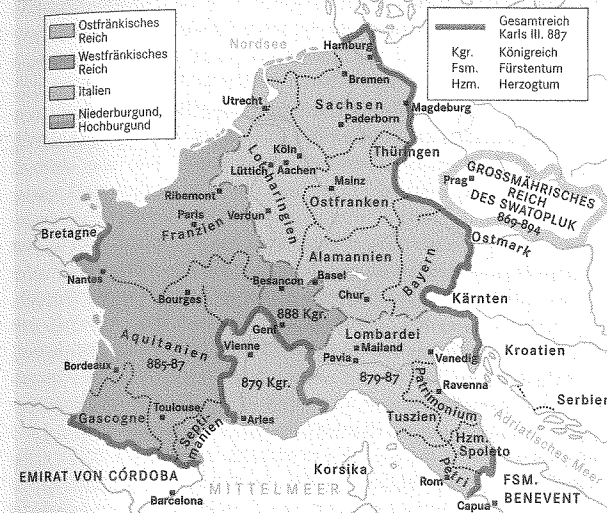 Ostfränkisches
Reich
Westfränkisches
Reich
Italien
Niederburgund,
Hochburgund
Gesamtreich
Karls III. 887
Kgr. Königreich
Fsm. Fürstentum
Hzm. Herzogtum
Nordsee
Hamburg
Bremen
Utrecht
Sachsen
Magdeburg
Paderborn
Thüringen
Köln
Lüttich
Aachen
Lotharingien
GROSSMÄHRISCHES
REICH
DES SWATOPLUK
869-894
Prag
Ribemont
Mainz
Ostfranken
Paris
Verdun
Franzien
Bretagne
Ostmark
Alamannien
Bayern
Nantes
Besançon
Basel
Bourges
Chur
Kärnten
888 Kgr.
Genf
Aquitanien
885-87
Vienne
Lombardei
Mailand
Pavia
Venedig
Kroatien
Bordeaux
879 Kgr.
879-87
Ravenna
Patrimonium
Serbien
Gascogne
Toulouse
Septi-
manien
Arles
Tuszien
Adriatisches Meer
Hzm.
Spoleto
Petri
EMIRAT VON CÓRDOBA
Korsika
Rom
FSM.
BENEVENT
MITTELMEER
Barcelona
Capua